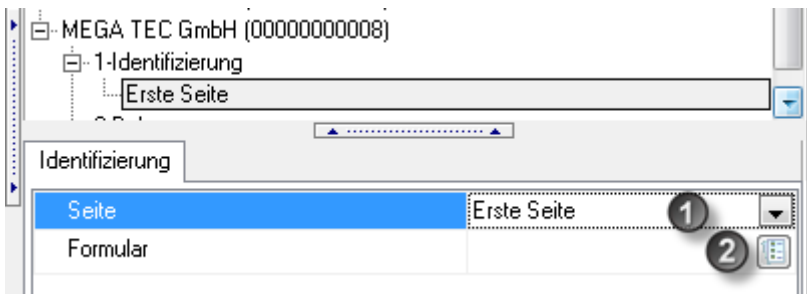 MEGA TEC GmbH (00000000008)
1-Identifizierung
Erste Seite
Identifizierung
Seite Erste Seite 1
Formular 2